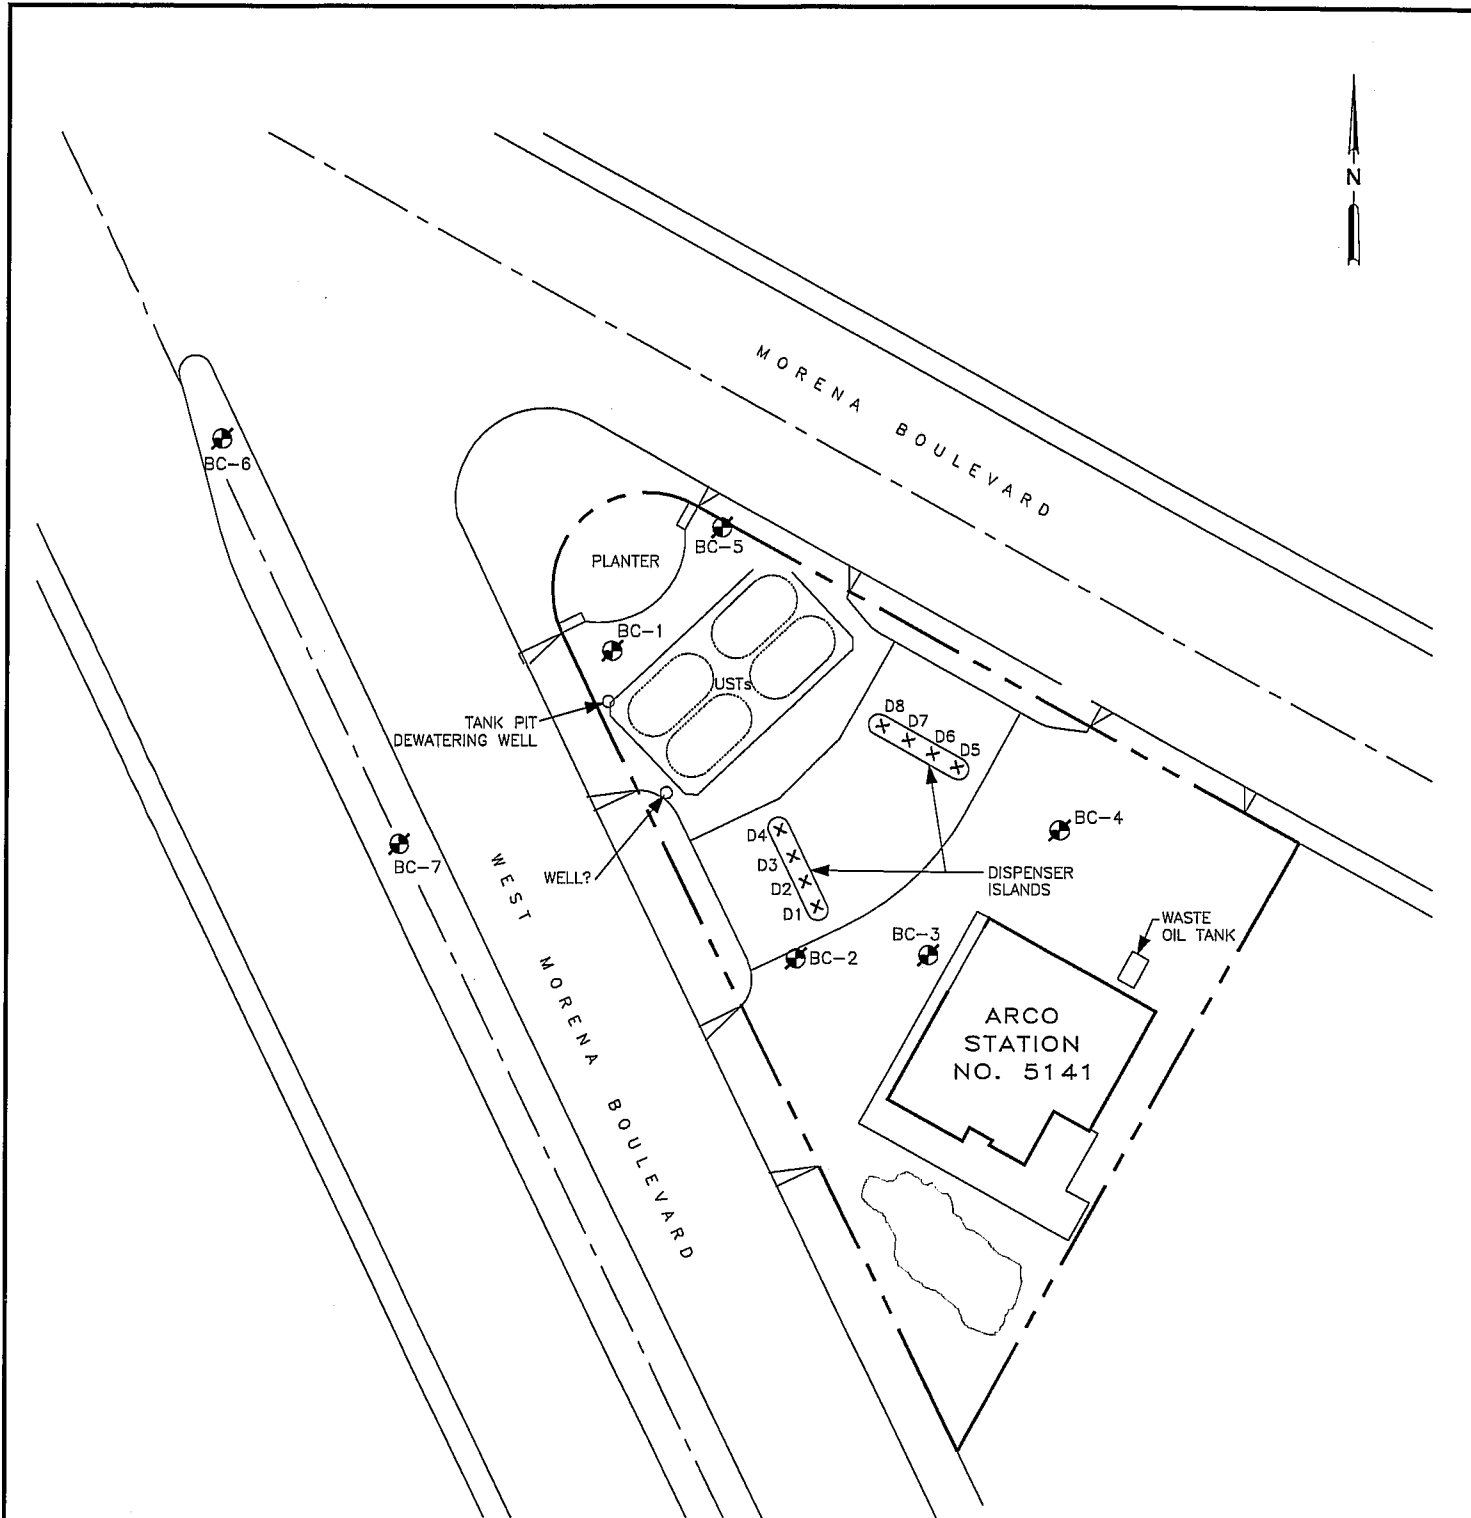 N
MORENA BOULEVARD
BC-6
BC-5
PLANTER
BC-1
USTs
TANK PIT
DEWATERING WELL
D8
D7
D6
D5
BC-4
D4
D3
D2
D1
WELL?
DISPENSER
ISLANDS
BC-7
WEST MORENA BOULEVARD
WASTE
OIL TANK
BC-3
BC-2
ARCO
STATION
NO. 5141